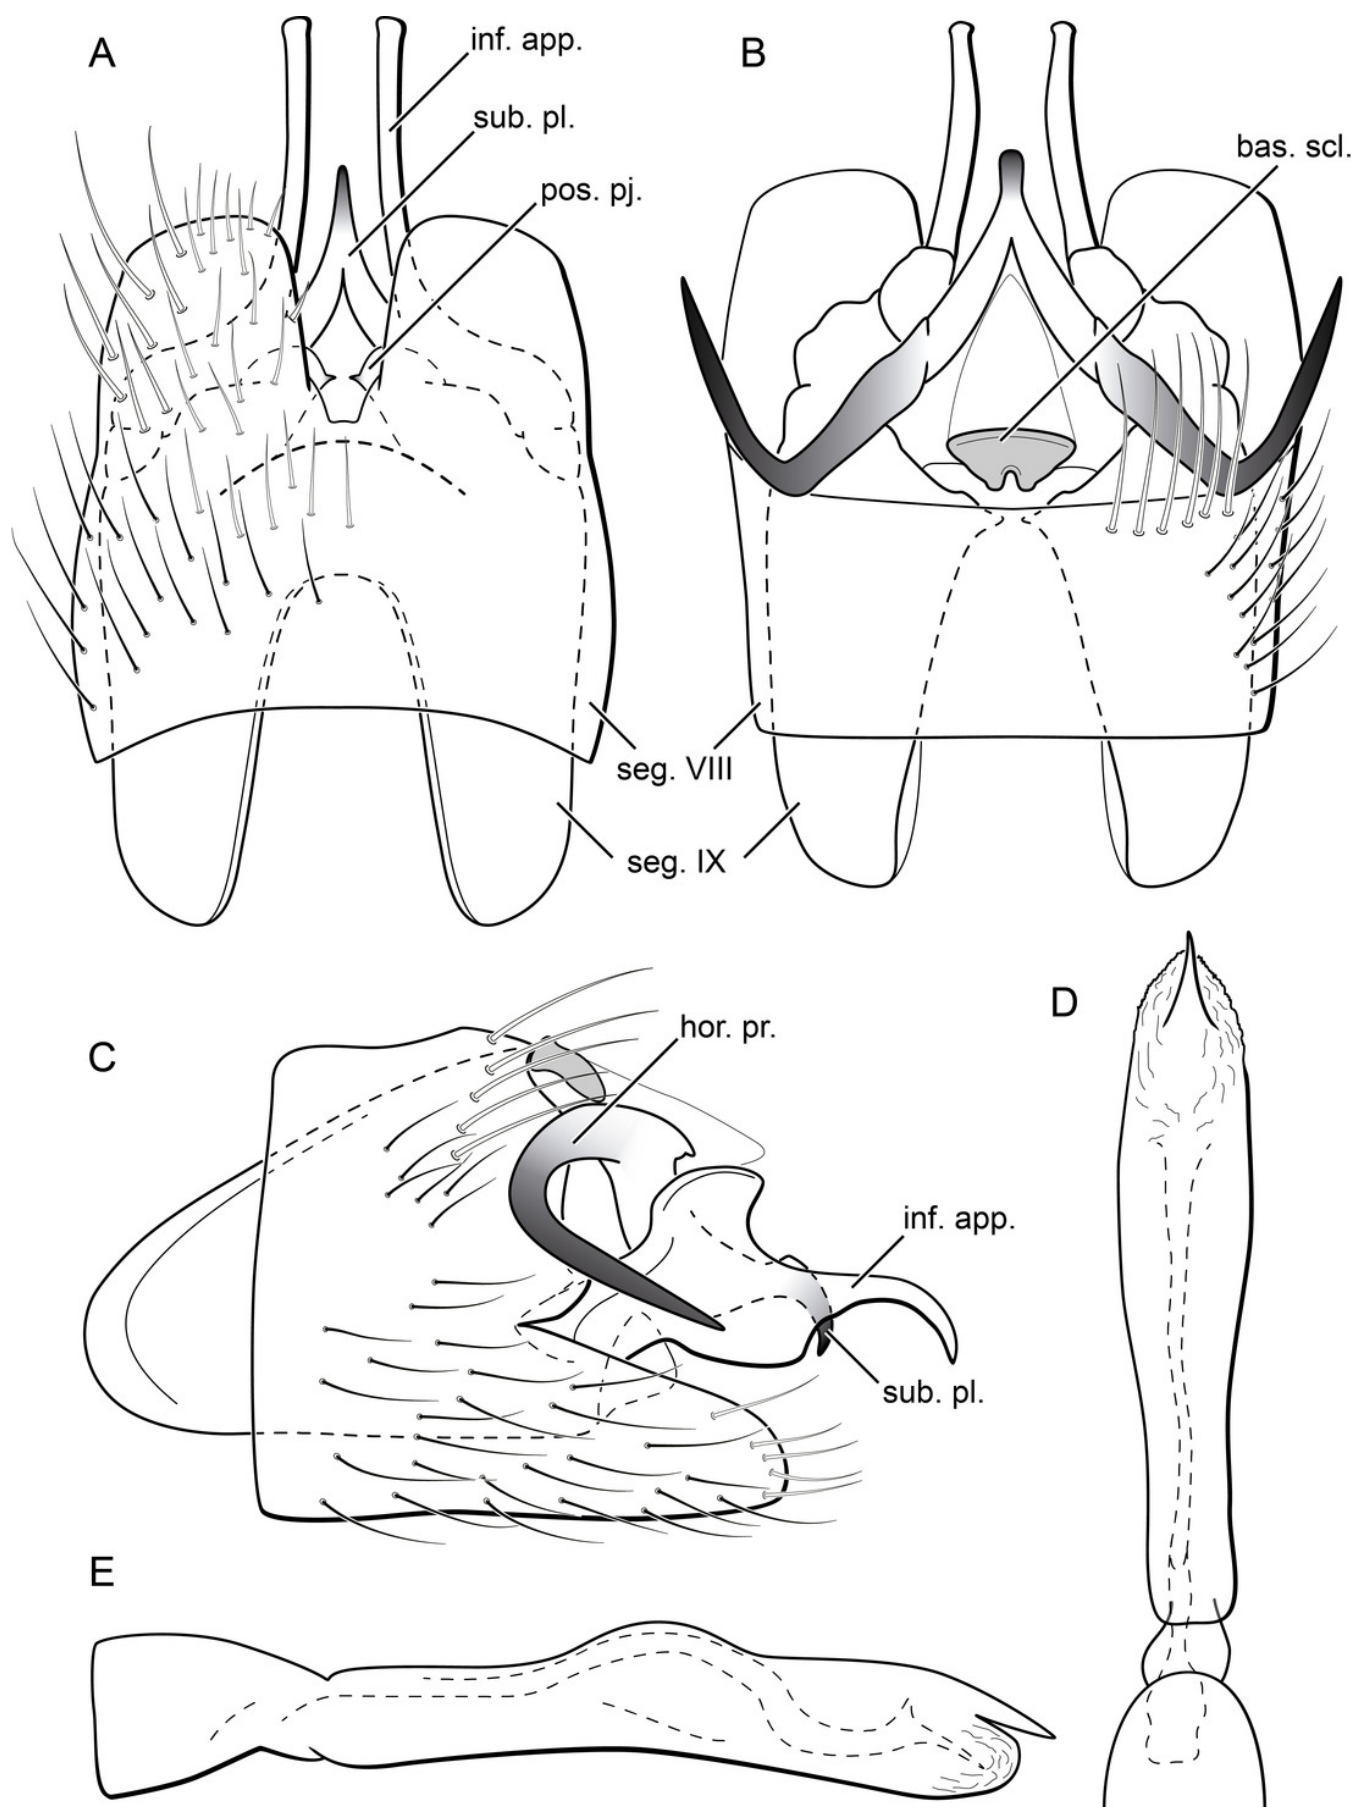 A
inf. app.
sub. pl.
pos. pj.
B
bas. scl.
seg. VIII
seg. IX
C
hor. pr.
inf. app.
sub. pl.
D
E